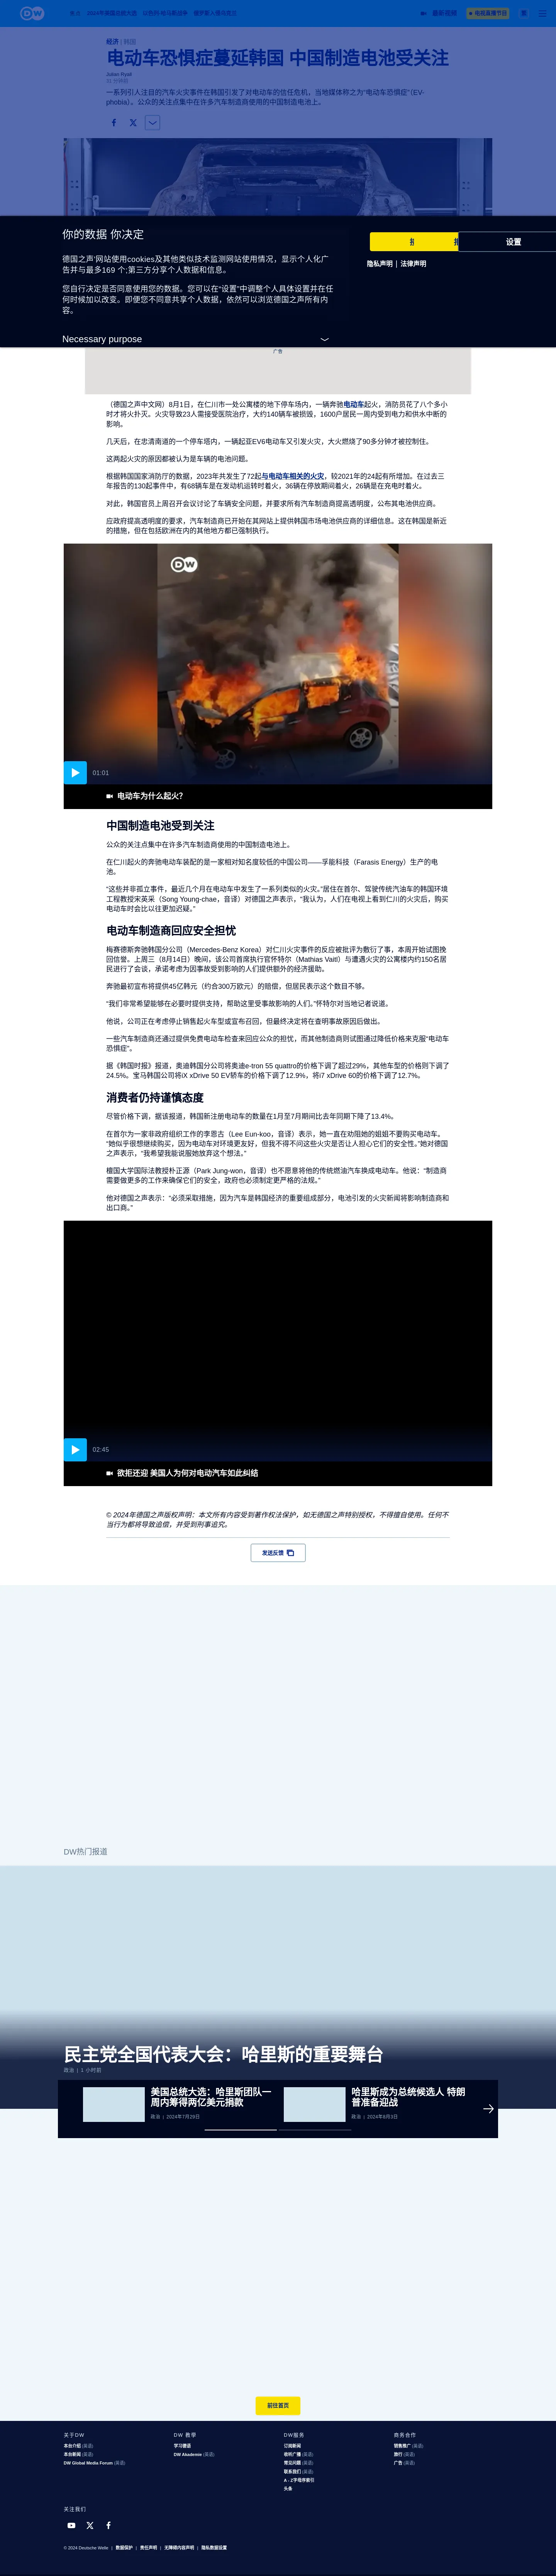 DW
焦点
2024年美国总统大选
以色列-哈马斯战争
俄罗斯入侵乌克兰
最新视频
电视直播节目
经济 | 韩国
电动车恐惧症蔓延韩国 中国制造电池受关注
Julian Ryall
一系列引人注目的汽车火灾事件在韩国引发了对电动车的信任危机，当地媒体称之为“电动车恐惧症”（EV-
phobia）。公众的关注点集中在许多汽车制造商使用的中国制造电池上。
你的数据 你决定
德国之声'网站使用cookies及其他类似技术监测网站使用情况，显示个人化广
告并与最多169 个;第三方分享个人数据和信息。
您自行决定是否同意使用您的数据。您可以在“设置”中调整个人具体设置并在任
何时候加以改变。即便您不同意共享个人数据，依然可以浏览德国之声所有内
容。
设置
隐私声明 | 法律声明
Necessary purpose
广告
（德国之声中文网）8月1日，在仁川市一处公寓楼的地下停车场内，一辆奔驰电动车起火，消防员花了八个多小
时才将火扑灭。火灾导致23人需接受医院治疗，大约140辆车被损毁，1600户居民一周内受到电力和供水中断的
影响。
几天后，在忠清南道的一个停车塔内，一辆起亚EV6电动车又引发火灾，大火燃烧了90多分钟才被控制住。
这两起火灾的原因都被认为是车辆的电池问题。
根据韩国国家消防厅的数据，2023年共发生了72起与电动车相关的火灾，较2021年的24起有所增加。在过去三
年报告的130起事件中，有68辆车是在发动机运转时着火，36辆在停放期间着火，26辆是在充电时着火。
对此，韩国官员上周召开会议讨论了车辆安全问题，并要求所有汽车制造商提高透明度，公布其电池供应商。
应政府提高透明度的要求，汽车制造商已开始在其网站上提供韩国市场电池供应商的详细信息。这在韩国是新近
的措施，但在包括欧洲在内的其他地方都已强制执行。
DW
01:01
电动车为什么起火？
中国制造电池受到关注
公众的关注点集中在许多汽车制造商使用的中国制造电池上。
在仁川起火的奔驰电动车装配的是一家相对知名度较低的中国公司——孚能科技（Farasis Energy）生产的电
池。
“这些并非孤立事件，最近几个月在电动车中发生了一系列类似的火灾。”居住在首尔、驾驶传统汽油车的韩国环境
工程教授宋英采（Song Young-chae，音译）对德国之声表示，“我认为，人们在电视上看到仁川的火灾后，购买
电动车时会比以往更加迟疑。”
电动车制造商回应安全担忧
梅赛德斯奔驰韩国分公司（Mercedes-Benz Korea）对仁川火灾事件的反应被批评为敷衍了事，本周开始试图挽
回信誉。上周三（8月14日）晚间，该公司首席执行官怀特尔（Mathias Vaitl）与遭遇火灾的公寓楼内约150名居
民进行了会谈，承诺考虑为因事故受到影响的人们提供额外的经济援助。
奔驰最初宣布将提供45亿韩元（约合300万欧元）的赔偿，但居民表示这个数目不够。
“我们非常希望能够在必要时提供支持，帮助这里受事故影响的人们。”怀特尔对当地记者说道。
他说，公司正在考虑停止销售起火车型或宣布召回，但最终决定将在查明事故原因后做出。
一些汽车制造商还通过提供免费电动车检查来回应公众的担忧，而其他制造商则试图通过降低价格来克服“电动车
恐惧症”。
据《韩国时报》报道，奥迪韩国分公司将奥迪e-tron 55 quattro的价格下调了超过29%，其他车型的价格则下调了
24.5%。宝马韩国公司将iX xDrive 50 EV轿车的价格下调了12.9%，将i7 xDrive 60的价格下调了12.7%。
消费者仍持谨慎态度
尽管价格下调，据该报道，韩国新注册电动车的数量在1月至7月期间比去年同期下降了13.4%。
在首尔为一家非政府组织工作的李恩古（Lee Eun-koo，音译）表示，她一直在劝阻她的姐姐不要购买电动车。
“她似乎很想继续购买，因为电动车对环境更友好，但我不得不问这些火灾是否让人担心它们的安全性。”她对德国
之声表示，“我希望我能说服她放弃这个想法。”
檀国大学国际法教授朴正源（Park Jung-won，音译）也不愿意将他的传统燃油汽车换成电动车。他说：“制造商
需要做更多的工作来确保它们的安全，政府也必须制定更严格的法规。”
他对德国之声表示：“必须采取措施，因为汽车是韩国经济的重要组成部分，电池引发的火灾新闻将影响制造商和
出口商。”
02:45
欲拒还迎 美国人为何对电动汽车如此纠结
© 2024年德国之声版权声明：本文所有内容受到著作权法保护，如无德国之声特别授权，不得擅自使用。任何不
当行为都将导致追偿，并受到刑事追究。
发送反馈
DW热门报道
民主党全国代表大会：哈里斯的重要舞台
政治 | 1 小时前
美国总统大选：哈里斯团队一
周内筹得两亿美元捐款
政治 | 2024年7月29日
哈里斯成为总统候选人 特朗
普准备迎战
政治 | 2024年8月3日
前往首页
关于DW
本台介绍 (英语)
本台新闻 (英语)
DW Global Media Forum (英语)
DW 教学
学习德语
DW Akademie (英语)
DW服务
订阅新闻
收听广播 (英语)
常见问题 (英语)
联系我们 (英语)
A - Z字母序索引
头条
商务合作
销售推广 (英语)
旅行 (英语)
广告 (英语)
关注我们
© 2024 Deutsche Welle | 数据保护 | 责任声明 | 无障碍内容声明 | 隐私数据设置